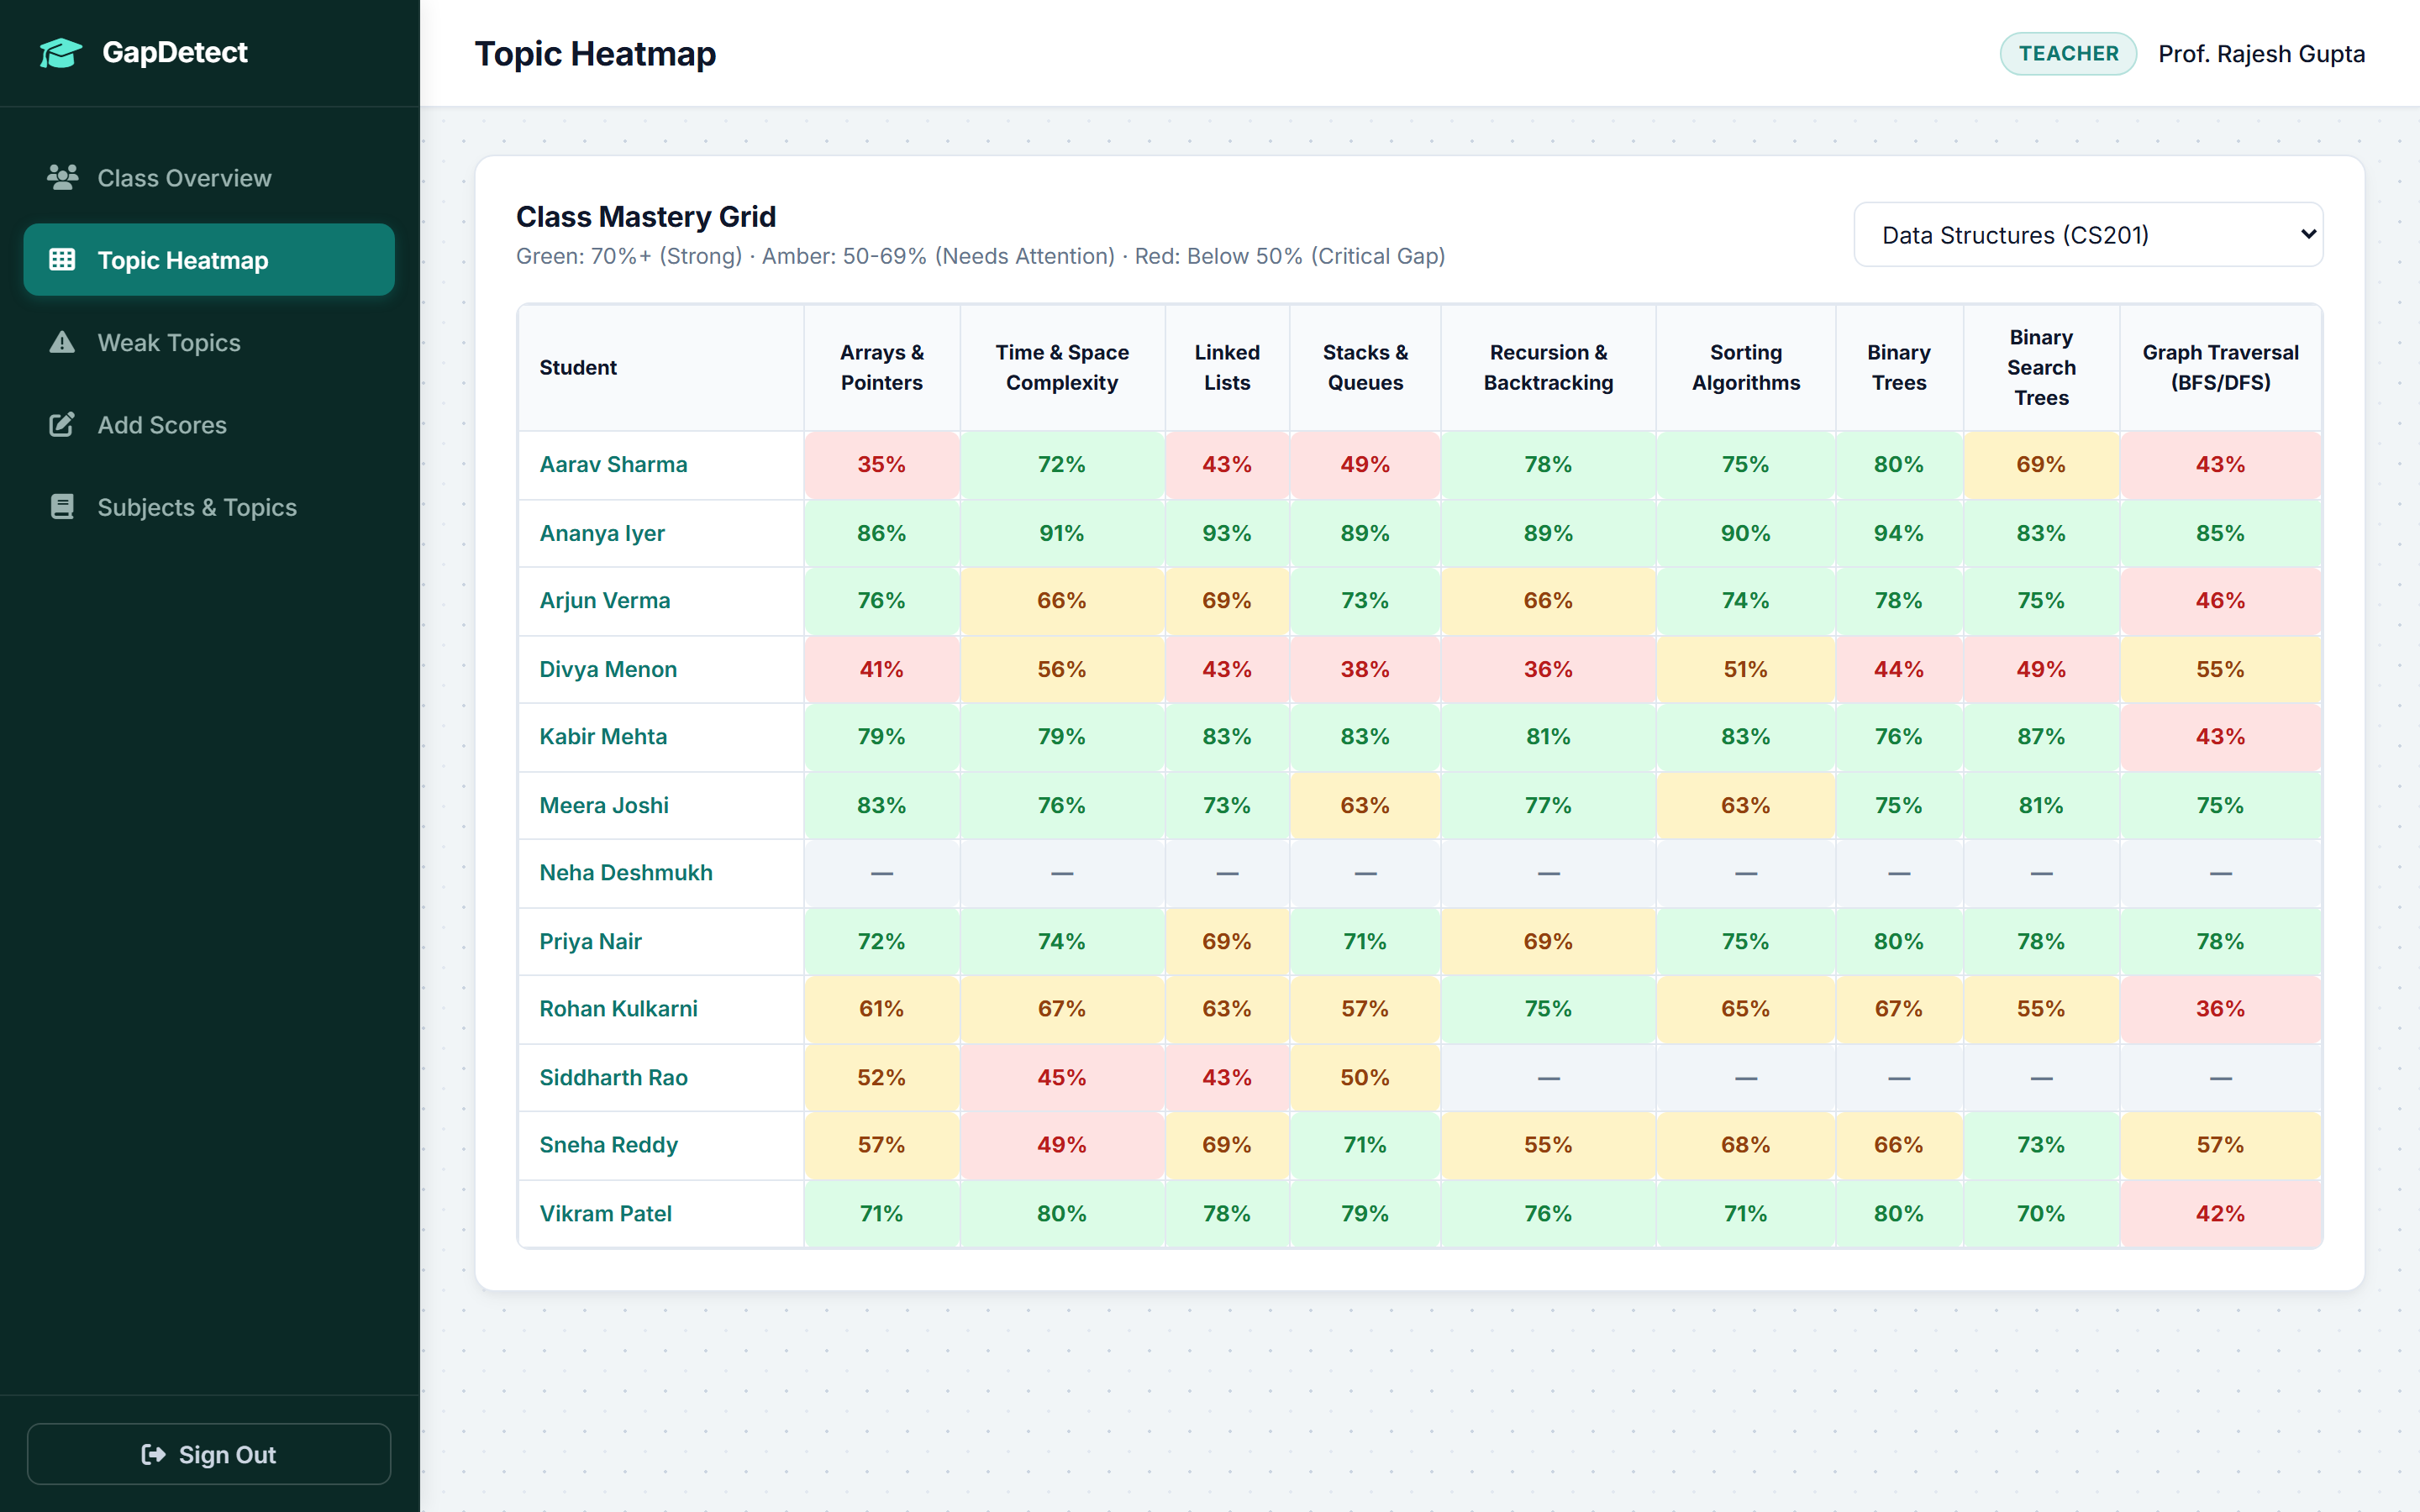 GapDetect
Class Overview
Topic Heatmap
Weak Topics
Add Scores
Subjects & Topics
Sign Out
Topic Heatmap
TEACHER Prof. Rajesh Gupta
Class Mastery Grid
Green: 70%+ (Strong) · Amber: 50-69% (Needs Attention) · Red: Below 50% (Critical Gap)
Data Structures (CS201)
Student Arrays & Pointers Time & Space Complexity Linked Lists Stacks & Queues Recursion & Backtracking Sorting Algorithms Binary Trees Binary Search Trees Graph Traversal (BFS/DFS)
Aarav Sharma 35% 72% 43% 49% 78% 75% 80% 69% 43%
Ananya Iyer 86% 91% 93% 89% 89% 90% 94% 83% 85%
Arjun Verma 76% 66% 69% 73% 66% 74% 78% 75% 46%
Divya Menon 41% 56% 43% 38% 36% 51% 44% 49% 55%
Kabir Mehta 79% 79% 83% 83% 81% 83% 76% 87% 43%
Meera Joshi 83% 76% 73% 63% 77% 63% 75% 81% 75%
Neha Deshmukh — — — — — — — — —
Priya Nair 72% 74% 69% 71% 69% 75% 80% 78% 78%
Rohan Kulkarni 61% 67% 63% 57% 75% 65% 67% 55% 36%
Siddharth Rao 52% 45% 43% 50% — — — — —
Sneha Reddy 57% 49% 69% 71% 55% 68% 66% 73% 57%
Vikram Patel 71% 80% 78% 79% 76% 71% 80% 70% 42%